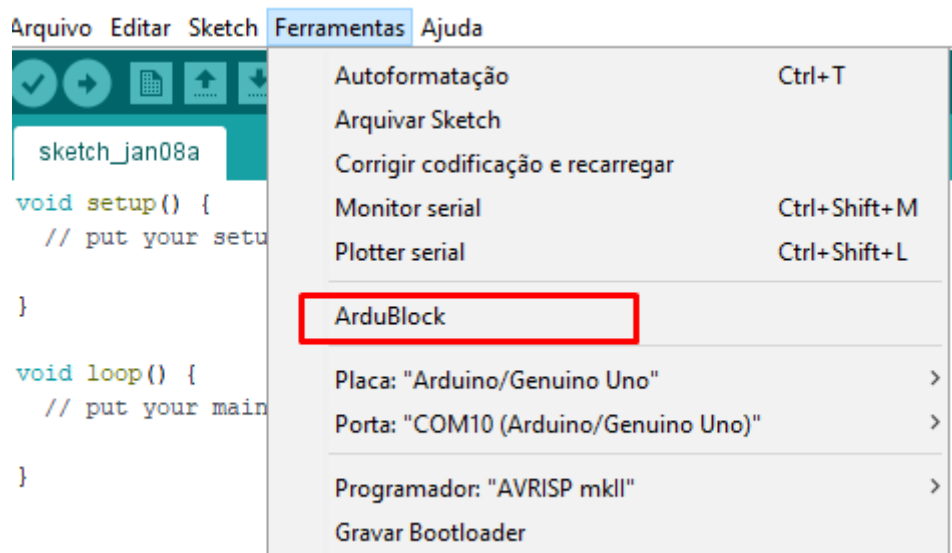 Arquivo Editar Sketch Ferramentas Ajuda
Autoformatação Ctrl+T
Arquivar Sketch
Corrigir codificação e recarregar
Monitor serial Ctrl+Shift+M
Plotter serial Ctrl+Shift+L
ArduBlock
Placa: "Arduino/Genuino Uno"
Porta: "COM10 (Arduino/Genuino Uno)"
Programador: "AVRISP mkII"
Gravar Bootloader
sketch_jan08a
void setup() {
// put your setu
}
void loop() {
// put your main
}